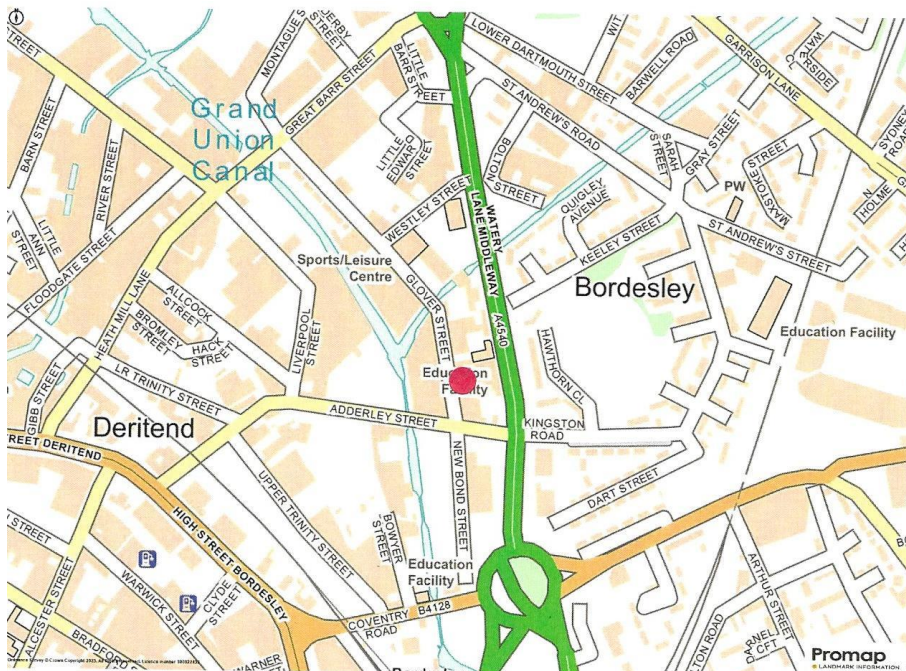 DERBY STREET
MONTAGUE ST
GREAT BARR STREET
LITTLE
BARR STREET
LOWER DARTMOUTH STREET
BARWELL ROAD
WATERSIDE
GARRISON LANE
ST ANDREW'S ROAD
Grand
Union
Canal
BARN STREET
RIVER STREET
LITTLE
EDWARD
STREET
BOLTON
STREET
SARAH
STREET
GRAY STREET
MAXSTOKE STREET
PW
WESTLEY STREET
WATERY
LANE MIDDLEWAY
QUIGLEY
AVENUE
KEELEY STREET
ST ANDREW'S STREET
LITTLE
ANN
STREET
FLOODGATE STREET
HEATH MILL LANE
Sports/Leisure
Centre
GLOVER STREET
Bordesley
ALLCOCK
STREET
BROMLEY
STREET
HACK STREET
LIVERPOOL
STREET
A4540
HAWTHORN CL
Education Facility
GIBB STREET
LR TRINITY STREET
Education
Facility
Deritend
ADDERLEY STREET
KINGSTON
ROAD
STREET DERITEND
NEW BOND STREET
DART STREET
UPPER TRINITY STREET
HIGH STREET BORDESLEY
BOWYER
STREET
Education
Facility
WARWICK STREET
CLYDE
STREET
COVENTRY
ROAD
B4128
ARTHUR STREET
ALCESTER STREET
BRADFORD
WARNER
Promap
LANDMARK INFORMATION